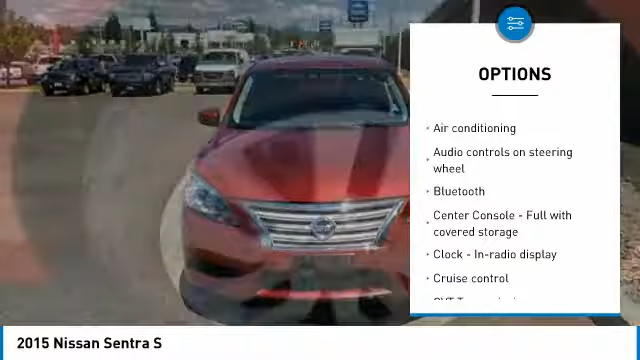 OPTIONS
Air conditioning
Audio controls on steering
wheel
Bluetooth
Center Console - Full with
covered storage
Clock - In-radio display
Cruise control
2015 Nissan Sentra S